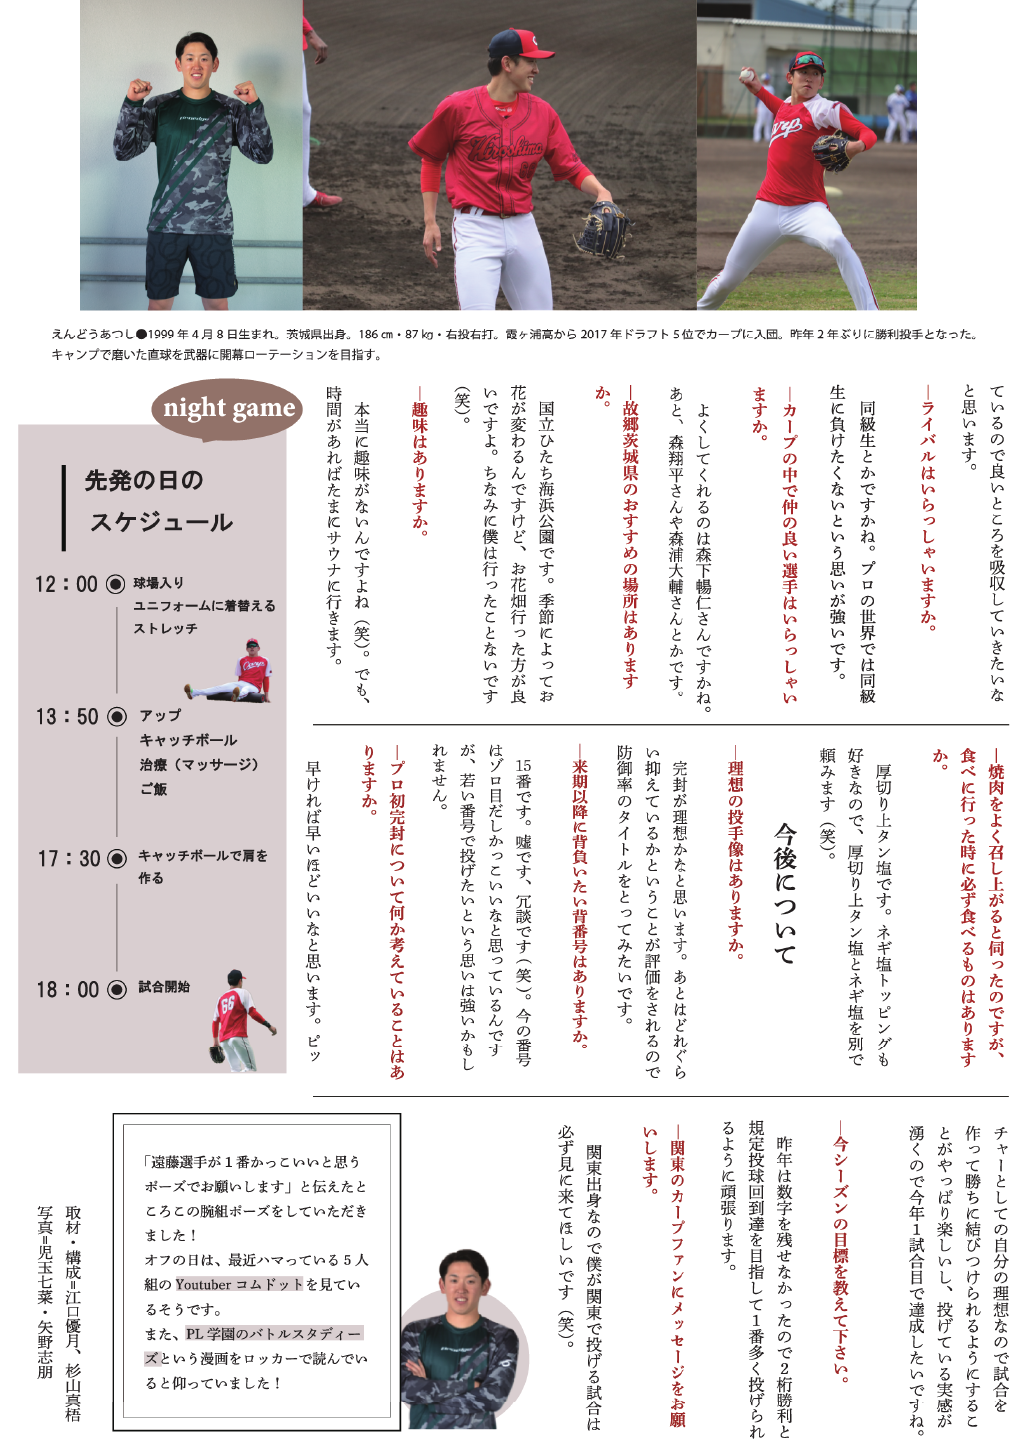 えんどうあつし●1999年4月8日生まれ。茨城県出身。186㎝・87㎏・右投右打。霞ヶ浦高から2017年ドラフト5位でカープに入団。昨年2年ぶりに勝利投手となった。
キャンプで磨いた直球を武器に開幕ローテーションを目指す。
ているので良いところを吸収していきたいな
と思います。
―ライバルはいらっしゃいますか。
同級生とかですかね。プロの世界では同級
生に負けたくないという思いが強いです。
―カープの中で仲の良い選手はいらっしゃい
ますか。
よくしてくれるのは森下暢仁さんですかね。
あと、森翔平さんや森浦大輔さんとかです。
―故郷茨城県のおすすめの場所はあります
か。
国立ひたち海浜公園です。季節によってお
花が変わるんですけど、お花畑行った方が良
いですよ。ちなみに僕は行ったことないです
（笑）。
―趣味はありますか。
本当に趣味がないんですよね（笑）。でも、
時間があればたまにサウナに行きます。
night game
先発の日の
スケジュール
12：00
球場入り
ユニフォームに着替える
ストレッチ
13：50
アップ
キャッチボール
治療（マッサージ）
ご飯
17：30
キャッチボールで肩を
作る
18：00
試合開始
―焼肉をよく召し上がると伺ったのですが、
食べに行った時に必ず食べるものはあります
か。
厚切り上タン塩です。ネギ塩トッピングも
好きなので、厚切り上タン塩とネギ塩を別で
頼みます（笑）。
今後について
―理想の投手像はありますか。
完封が理想かなと思います。あとはどれぐら
い抑えているかということが評価をされるので
防御率のタイトルをとってみたいです。
―来期以降に背負いたい背番号はありますか。
15番です。嘘です、冗談です（笑）。今の番号
はゾロ目だしかっこいいなと思っているんです
が、若い番号で投げたいという思いは強いかもし
れません。
―プロ初完封について何か考えていることはあ
りますか。
早ければ早いほどいいなと思います。ピッ
チャーとしての自分の理想なので試合を
作って勝ちに結びつけられるようにするこ
とがやっぱり楽しいし、投げている実感が
湧くので今年1試合目で達成したいですね。
―今シーズンの目標を教えて下さい。
昨年は数字を残せなかったので2桁勝利と
規定投球回到達を目指して1番多く投げられ
るように頑張ります。
―関東のカープファンにメッセージをお願
いします。
関東出身なので僕が関東で投げる試合は
必ず見に来てほしいです（笑）。
「遠藤選手が1番かっこいいと思う
ポーズでお願いします」と伝えたと
ころこの腕組ポーズをしていただき
ました！
オフの日は、最近ハマっている5人
組のYoutuberコムドットを見てい
るそうです。
また、PL学園のバトルスタディー
ズという漫画をロッカーで読んでい
ると仰っていました！
取材・構成=江口優月、杉山真梧
写真=児玉七菜・矢野志朋
Hiroshima
66